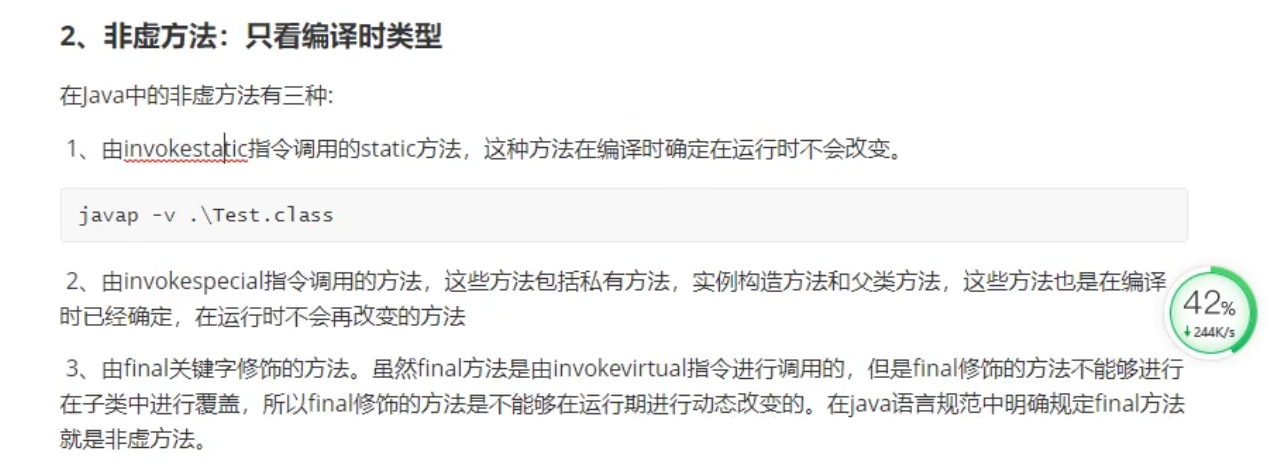 2、非虚方法：只看编译时类型
在Java中的非虚方法有三种:
1、由invokestatic指令调用的static方法，这种方法在编译时确定在运行时不会改变。
javap -v .\Test.class
2、由invokespecial指令调用的方法，这些方法包括私有方法，实例构造方法和父类方法，这些方法也是在编译
时已经确定，在运行时不会再改变的方法
42%
244K/s
3、由final关键字修饰的方法。虽然final方法是由invokevirtual指令进行调用的，但是final修饰的方法不能够进行
在子类中进行覆盖，所以final修饰的方法是不能够在运行期进行动态改变的。在java语言规范中明确规定final方法
就是非虚方法。